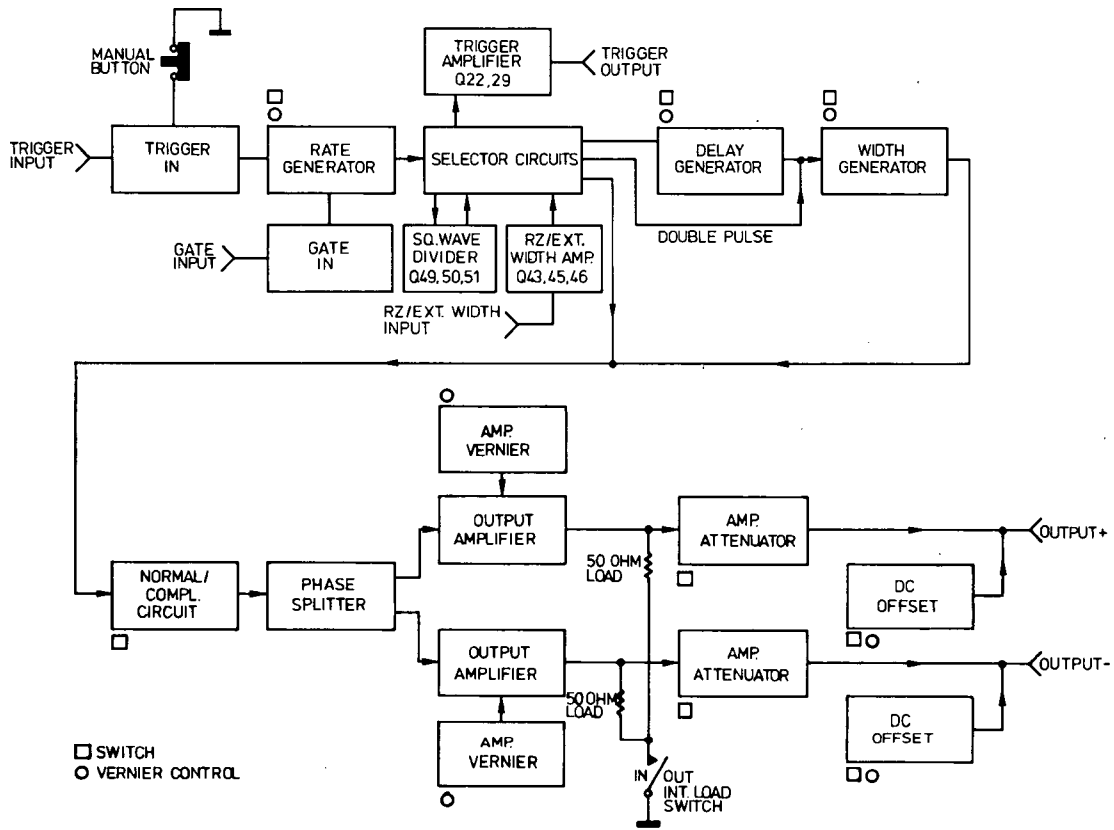 MANUAL
BUTTON
TRIGGER
AMPLIFIER
Q22,29
TRIGGER
OUTPUT
TRIGGER
INPUT
TRIGGER
IN
RATE
GENERATOR
SELECTOR CIRCUITS
DELAY
GENERATOR
WIDTH
GENERATOR
GATE
INPUT
GATE
IN
SQ.WAVE
DIVIDER
Q49,50,51
RZ/EXT.
WIDTH AMP.
Q43,45,46
DOUBLE PULSE
RZ/EXT. WIDTH
INPUT
AMP.
VERNIER
OUTPUT
AMPLIFIER
AMP.
ATTENUATOR
OUTPUT+
50 OHM
LOAD
NORMAL/
COMPL.
CIRCUIT
PHASE
SPLITTER
DC
OFFSET
OUTPUT
AMPLIFIER
AMP.
ATTENUATOR
OUTPUT-
50 OHM
LOAD
AMP.
VERNIER
DC
OFFSET
SWITCH
VERNIER CONTROL
IN OUT
INT. LOAD
SWITCH